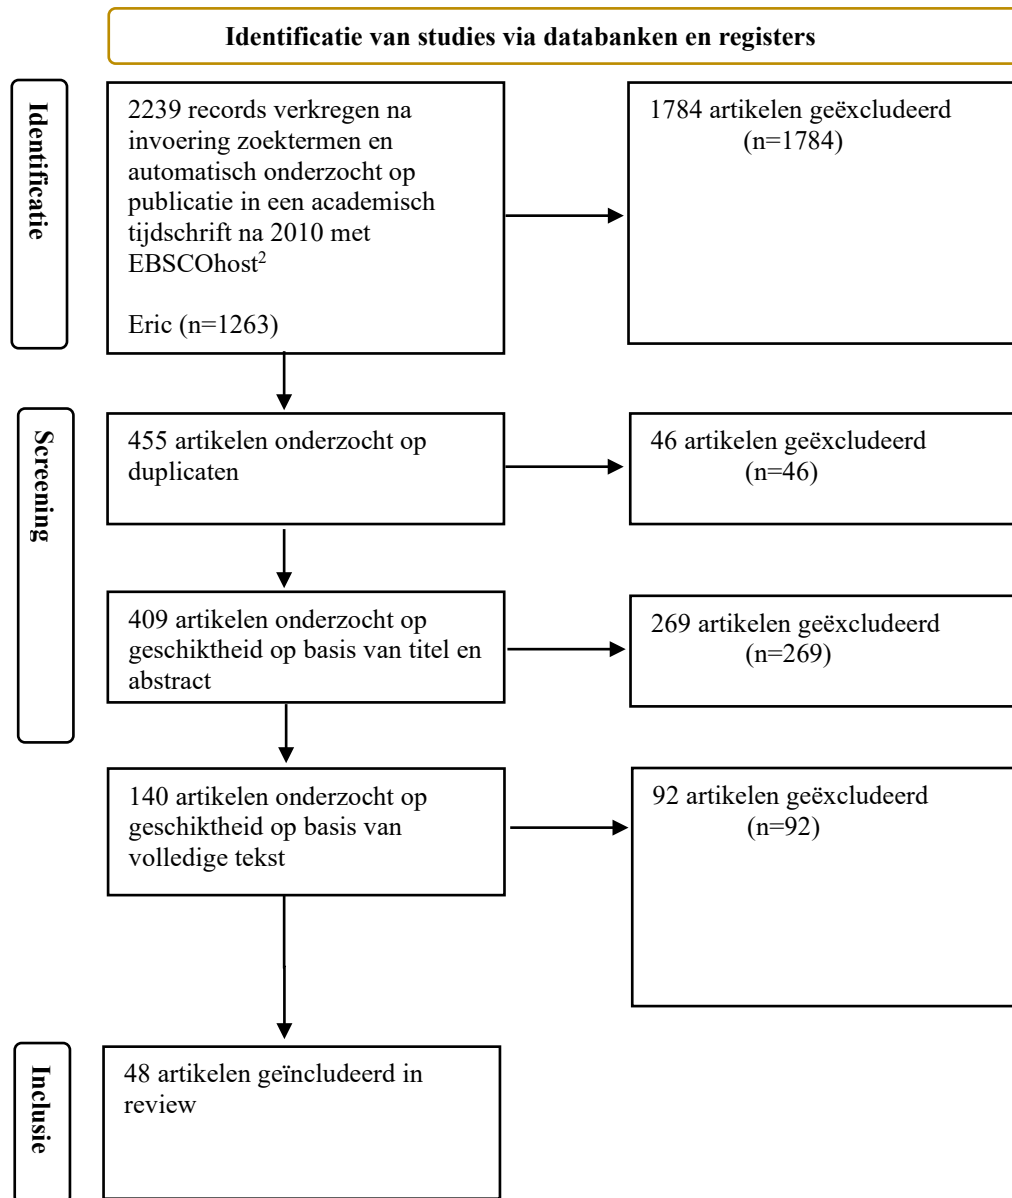 Identificatie van studies via databanken en registers
Identificatie
2239 records verkregen na
invoering zoektermen en
automatisch onderzocht op
publicatie in een academisch
tijdschrift na 2010 met
EBSCOhost²
Eric (n=1263)
1784 artikelen geëxcludeerd
(n=1784)
Screening
455 artikelen onderzocht op
duplicaten
46 artikelen geëxcludeerd
(n=46)
409 artikelen onderzocht op
geschiktheid op basis van titel en
abstract
269 artikelen geëxcludeerd
(n=269)
140 artikelen onderzocht op
geschiktheid op basis van
volledige tekst
92 artikelen geëxcludeerd
(n=92)
Inclusie
48 artikelen geïncludeerd in
review